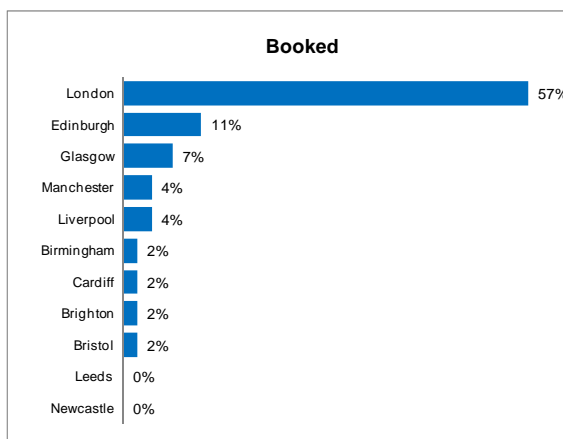 Booked
London 57%
Edinburgh 11%
Glasgow 7%
Manchester 4%
Liverpool 4%
Birmingham 2%
Cardiff 2%
Brighton 2%
Bristol 2%
Leeds 0%
Newcastle 0%